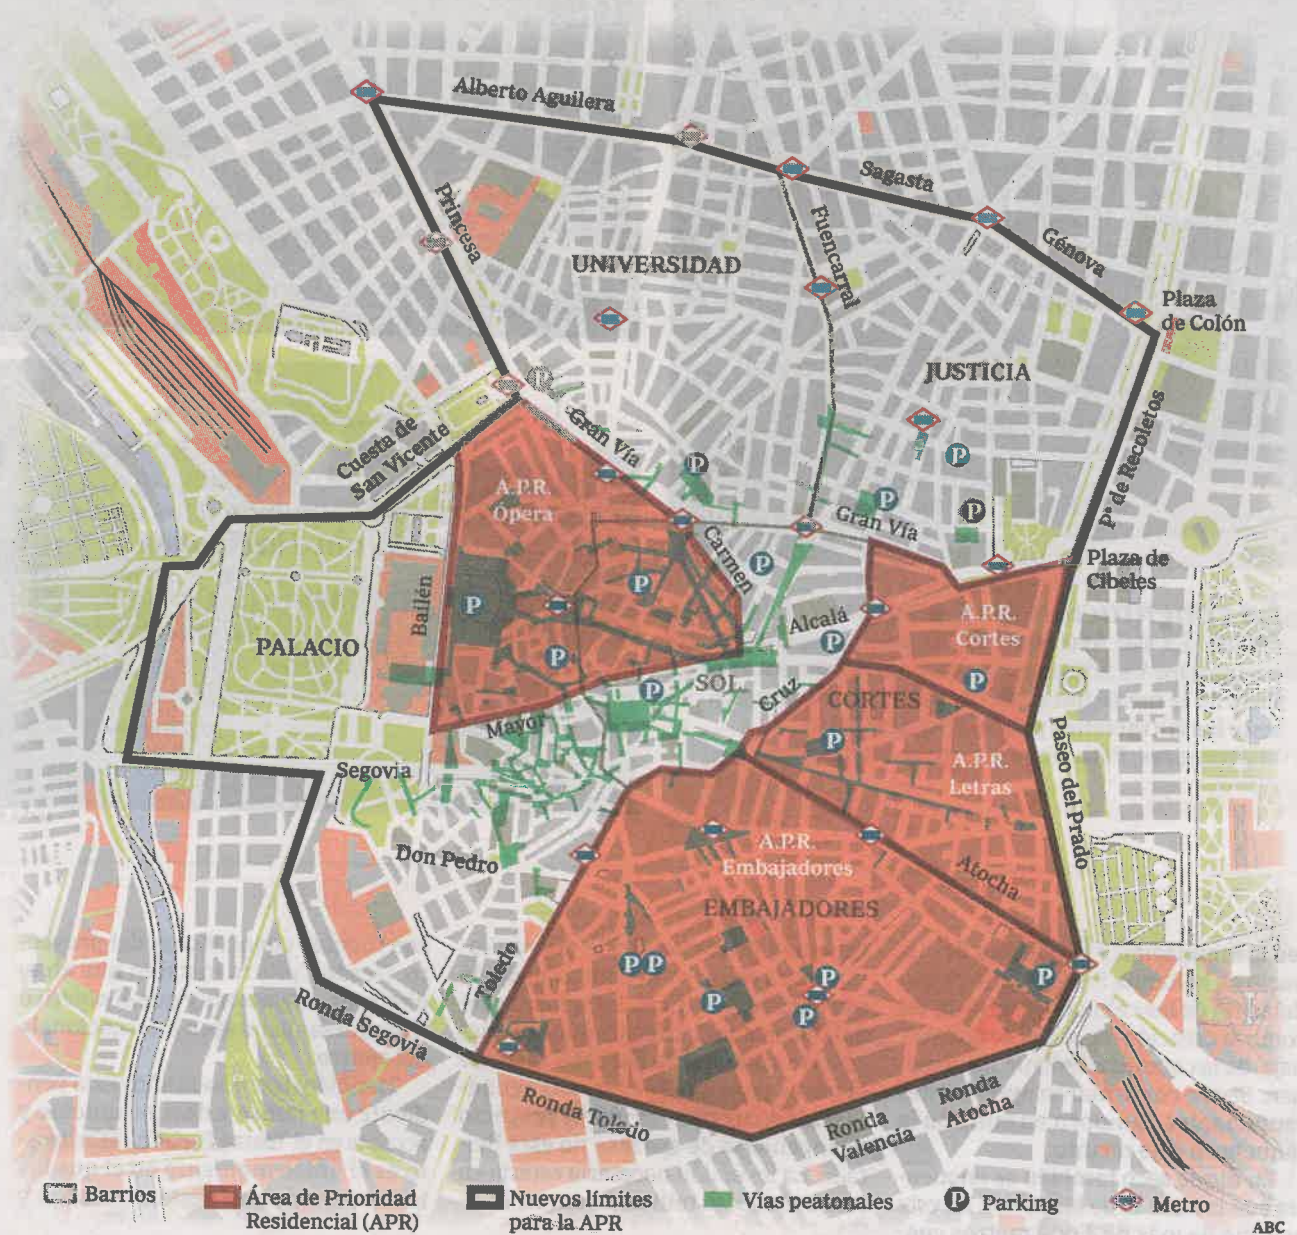 Alberto Aguilera
Sagasta
Princesa
Fuencarral
Génova
UNIVERSIDAD
Plaza
de Colón
JUSTICIA
Pº de Recoletos
Cuesta de
San Vicente
Gran Vía
P
P
P
A.P.R.
Ópera
P
Gran Vía
Carmen
P
Plaza de
Cibeles
Bailén
P
P
A.P.R.
Cortes
Alcalá
P
PALACIO
P
P
SOL
Cruz
P
CORTES
Mayor
P
Paseo del Prado
Segovia
A.P.R.
Letras
Don Pedro
A.P.R.
Embajadores
Atocha
EMBAJADORES
Toledo
P P
P
P
P
P
Ronda Segovia
Ronda Toledo
Ronda
Valencia
Ronda
Atocha
Barrios
Área de Prioridad
Residencial (APR)
Nuevos límites
para la APR
Vías peatonales
P Parking
Metro
ABC